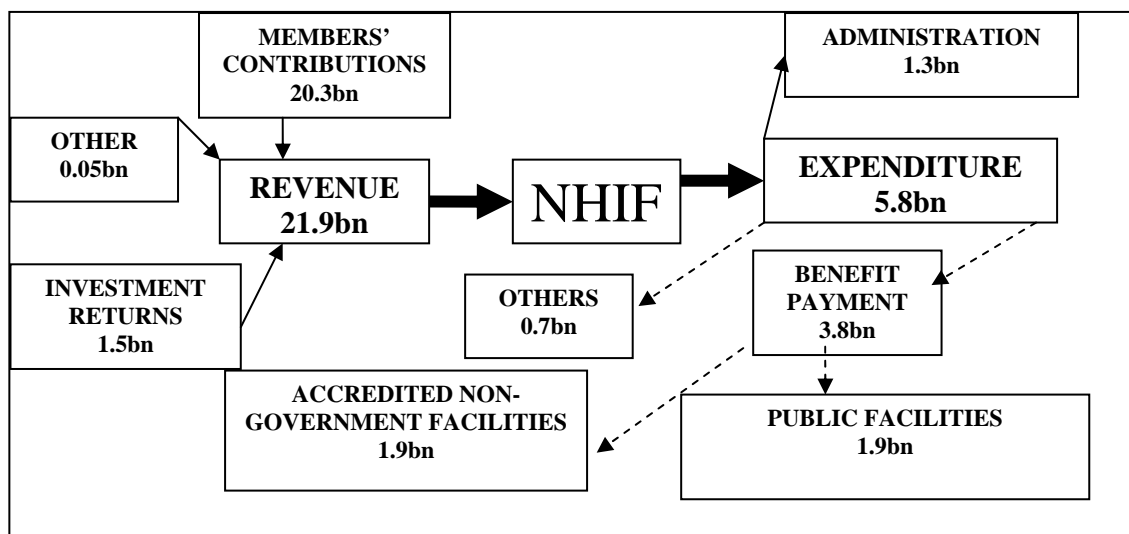 MEMBERS'
CONTRIBUTIONS
20.3bn
ADMINISTRATION
1.3bn
OTHER
0.05bn
REVENUE
21.9bn
NHIF
EXPENDITURE
5.8bn
INVESTMENT
RETURNS
1.5bn
OTHERS
0.7bn
BENEFIT
PAYMENT
3.8bn
ACCREDITED NON-
GOVERNMENT FACILITIES
1.9bn
PUBLIC FACILITIES
1.9bn